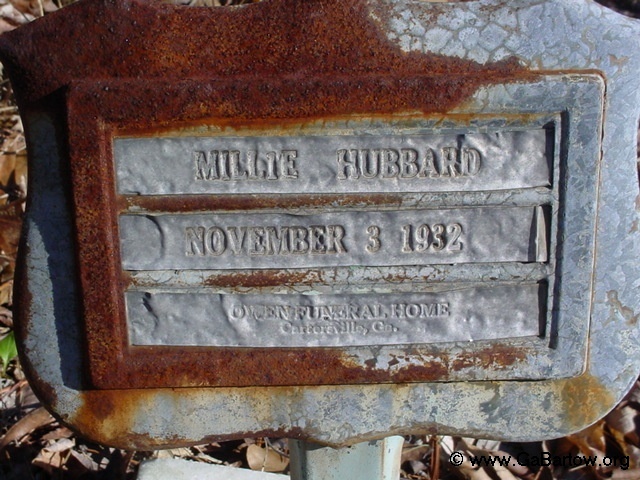 MILLIE HUBBARD
NOVEMBER 3 1932
OWEN FUNERAL HOME
Cartersville, Ga.
© www.GaBartow.org